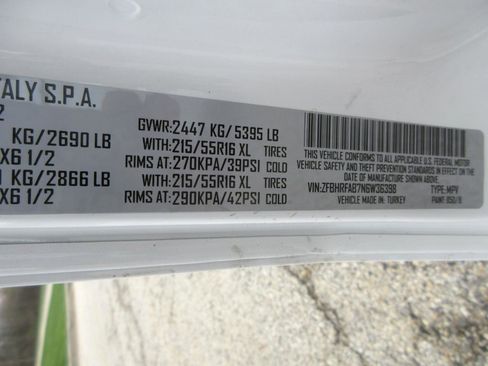 TALY S.P.A.
2
GVWR:2447 KG/5395 LB
KG/2690 LB WITH:215/55R16 XL TIRES
X6 1/2 RIMS AT:270KPA/39PSI COLD
KG/2866 LB WITH:215/55R16 XL TIRES
X6 1/2 RIMS AT:290KPA/42PSI COLD
THIS VEHICLE CONFORMS TO ALL APPLICABLE U.S. FEDERAL MOTOR
VEHICLE SAFETY AND THEFT PREVENTION STANDARDS IN EFFECT ON THE
DATE OF MANUFACTURE SHOWN ABOVE.
VIN:ZFBHRFAB7N6W36398 TYPE: MPV
MADE IN: TURKEY PAINT: